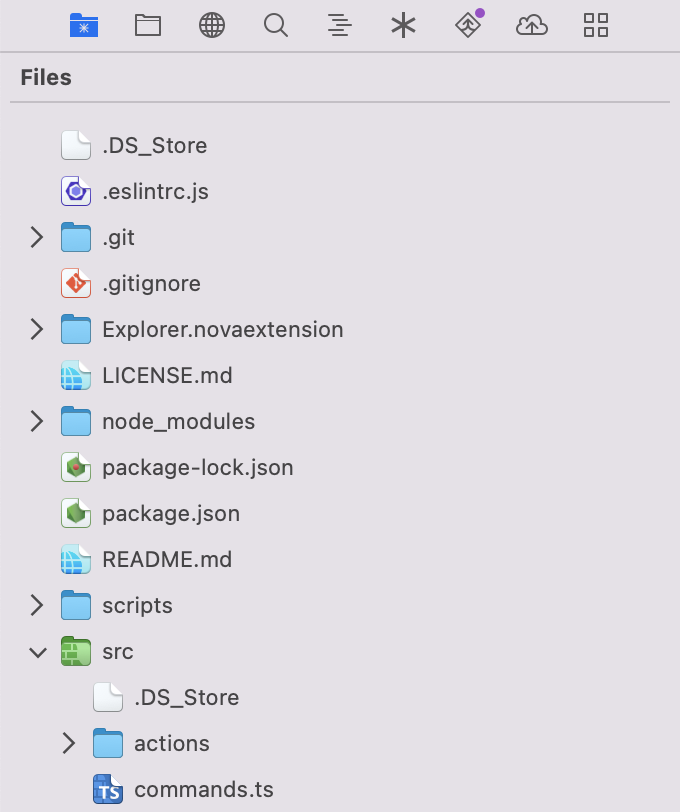 Files
.DS_Store
.eslintrc.js
.git
.gitignore
Explorer.novaextension
LICENSE.md
node_modules
package-lock.json
package.json
README.md
scripts
src
.DS_Store
actions
TS commands.ts